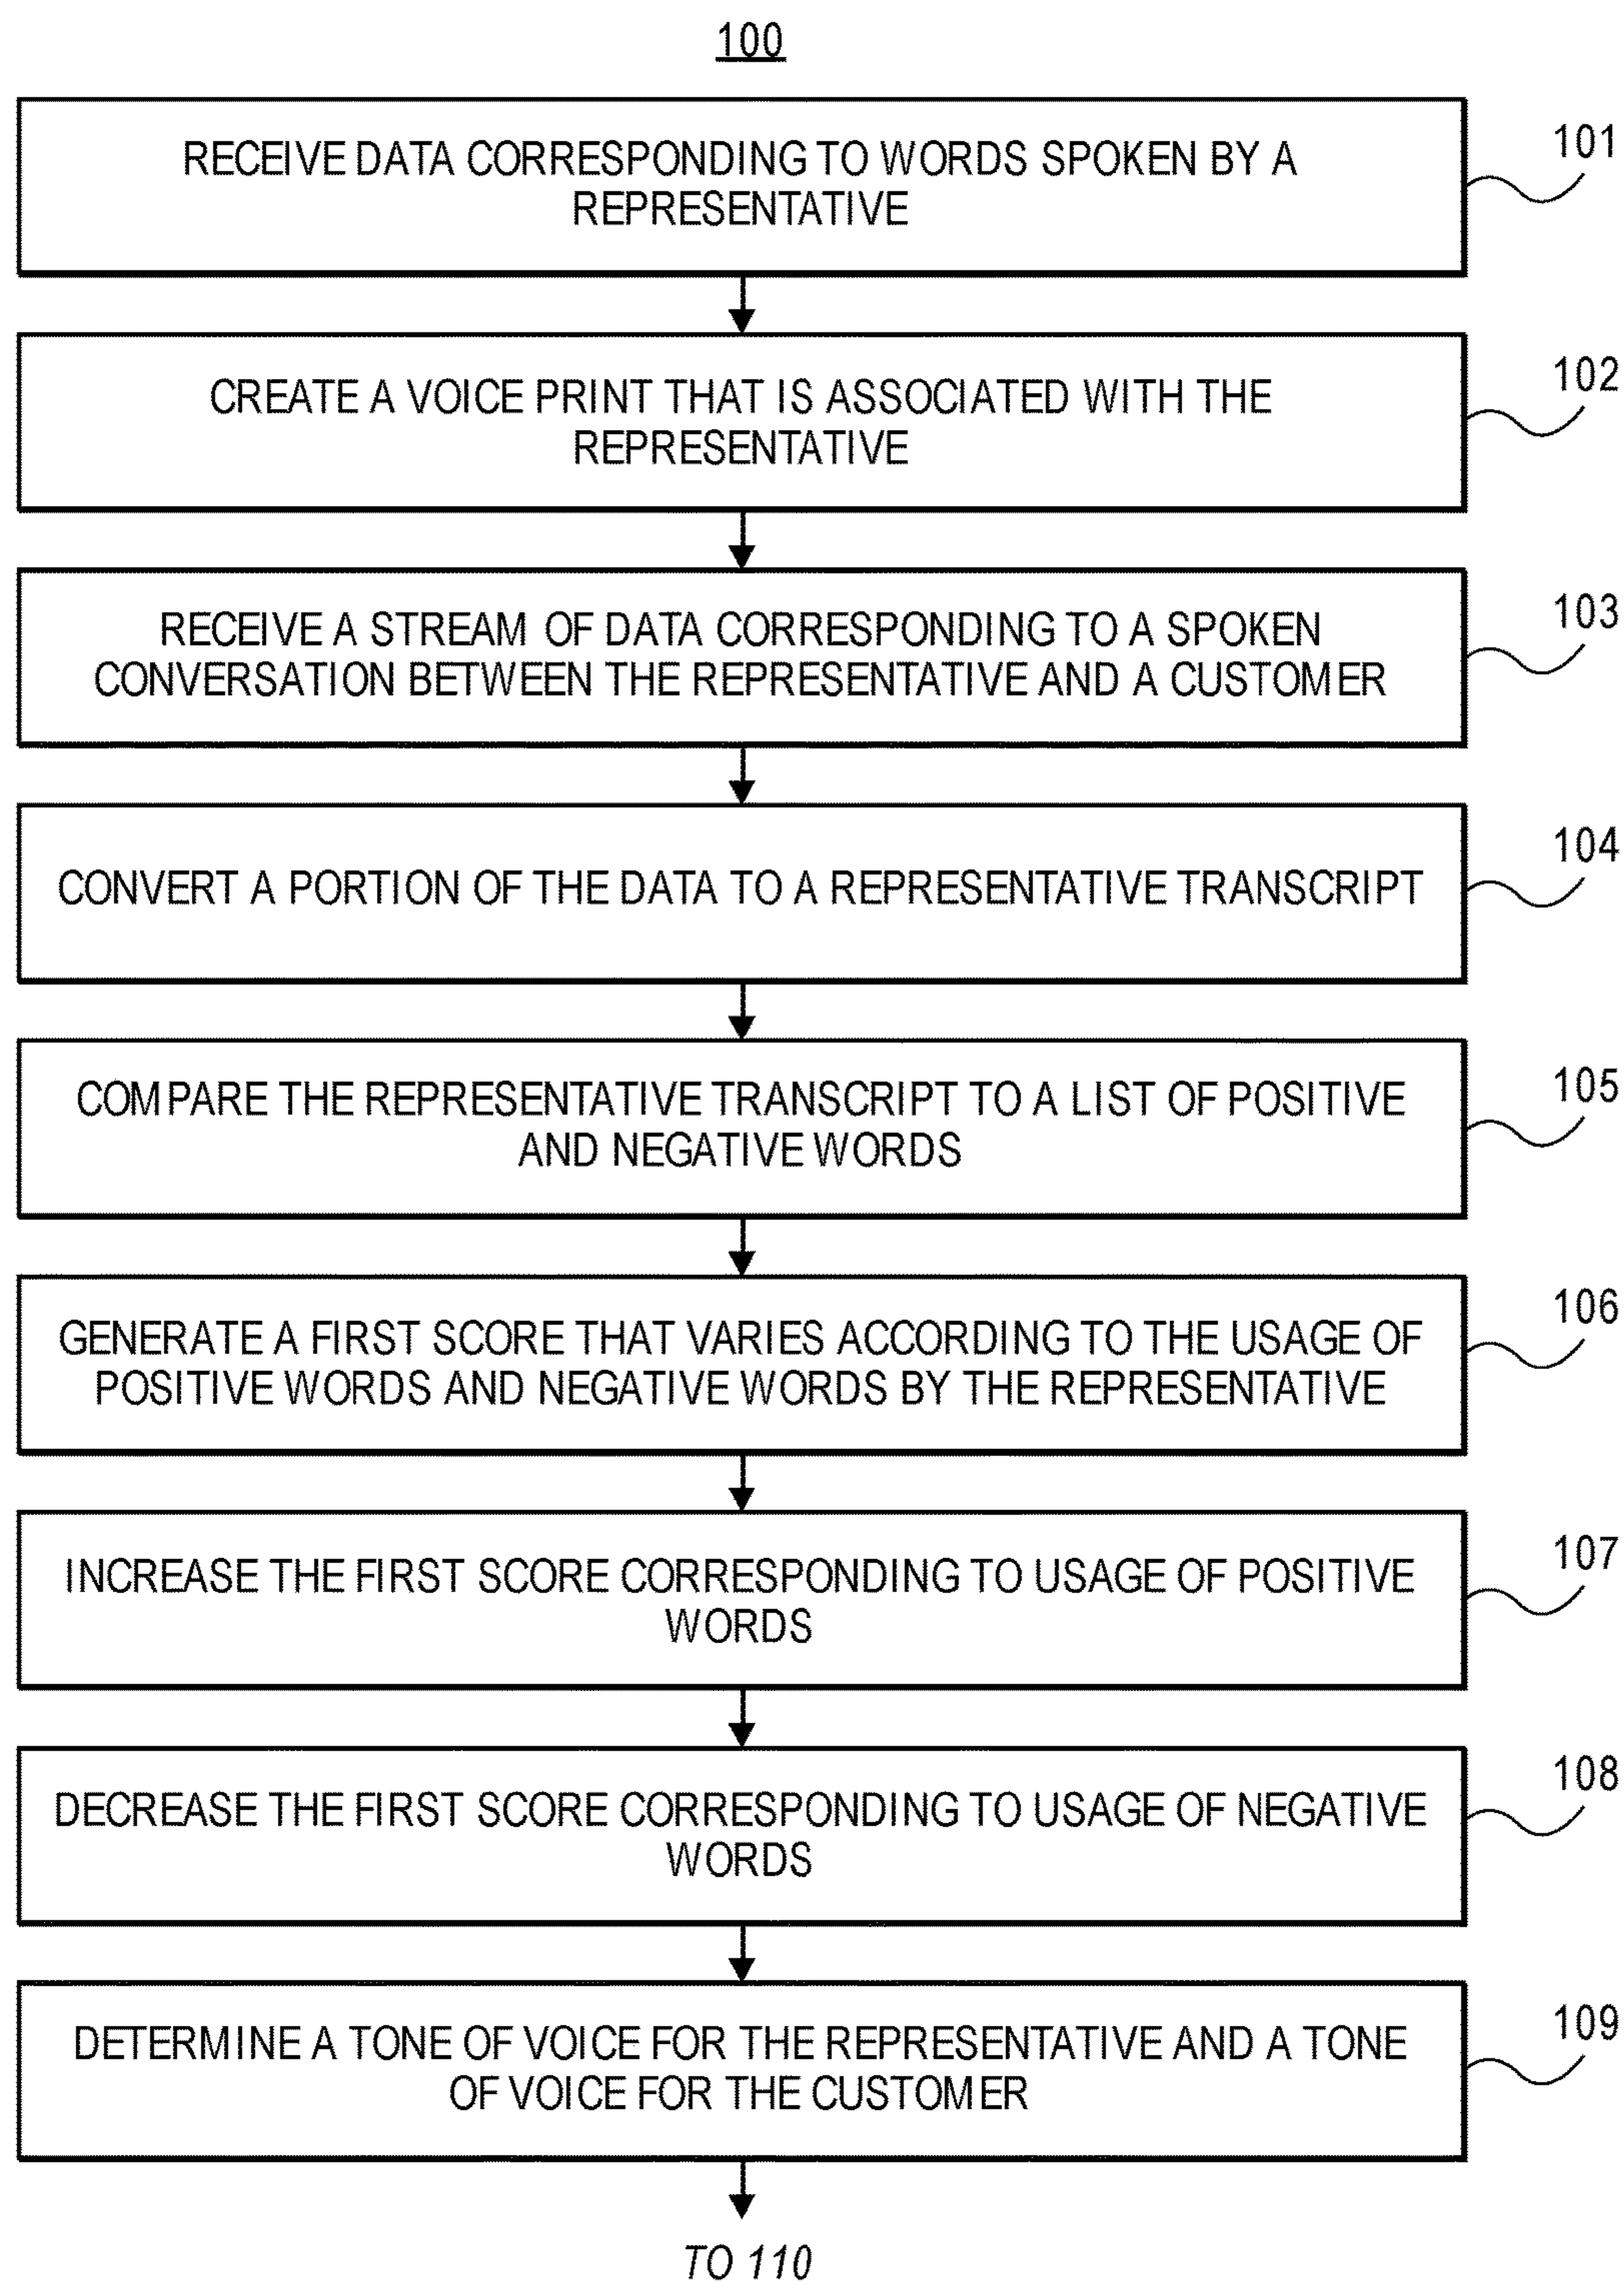 100
RECEIVE DATA CORRESPONDING TO WORDS SPOKEN BY A
REPRESENTATIVE
101
CREATE A VOICE PRINT THAT IS ASSOCIATED WITH THE
REPRESENTATIVE
102
RECEIVE A STREAM OF DATA CORRESPONDING TO A SPOKEN
CONVERSATION BETWEEN THE REPRESENTATIVE AND A CUSTOMER
103
CONVERT A PORTION OF THE DATA TO A REPRESENTATIVE TRANSCRIPT
104
COMPARE THE REPRESENTATIVE TRANSCRIPT TO A LIST OF POSITIVE
AND NEGATIVE WORDS
105
GENERATE A FIRST SCORE THAT VARIES ACCORDING TO THE USAGE OF
POSITIVE WORDS AND NEGATIVE WORDS BY THE REPRESENTATIVE
106
INCREASE THE FIRST SCORE CORRESPONDING TO USAGE OF POSITIVE
WORDS
107
DECREASE THE FIRST SCORE CORRESPONDING TO USAGE OF NEGATIVE
WORDS
108
DETERMINE A TONE OF VOICE FOR THE REPRESENTATIVE AND A TONE
OF VOICE FOR THE CUSTOMER
109
TO 110